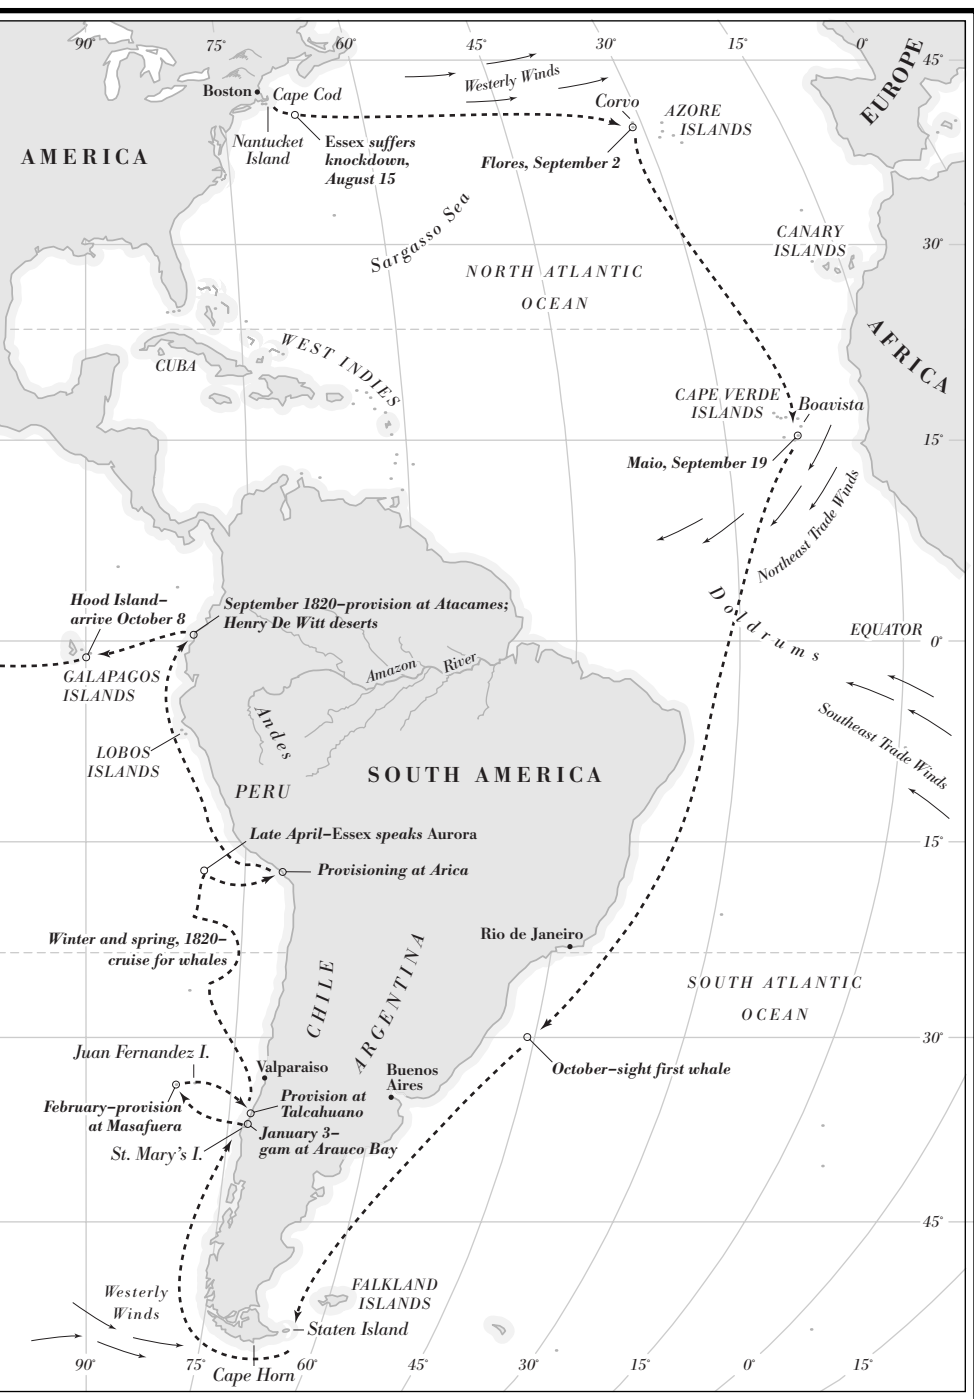 90°
75°
60°
45°
30°
15°
0°
45°
EUROPE
Westerly Winds
Boston
Cape Cod
Corvo
AZORE
ISLANDS
Nantucket
Island
Essex suffers
knockdown,
August 15
AMERICA
Flores, September 2
Sargasso Sea
CANARY
ISLANDS
30°
NORTH ATLANTIC
OCEAN
AFRICA
WEST INDIES
CUBA
CAPE VERDE
ISLANDS
Boavista
15°
Maio, September 19
Northeast Trade Winds
Doldrums
Hood Island–
arrive October 8
September 1820–provision at Atacames;
Henry De Witt deserts
EQUATOR
0°
GALAPAGOS
ISLANDS
Amazon River
Andes
Southeast Trade Winds
LOBOS
ISLANDS
SOUTH AMERICA
PERU
Late April–Essex speaks Aurora
15°
Provisioning at Arica
Winter and spring, 1820–
cruise for whales
Rio de Janeiro
CHILE
ARGENTINA
SOUTH ATLANTIC
OCEAN
30°
Juan Fernandez I.
Valparaiso
Buenos
Aires
October–sight first whale
February–provision
at Masafuera
Provision at
Talcahuano
January 3–
gam at Arauco Bay
St. Mary's I.
45°
Westerly
Winds
FALKLAND
ISLANDS
Staten Island
90°
75°
Cape Horn
60°
45°
30°
15°
0°
15°